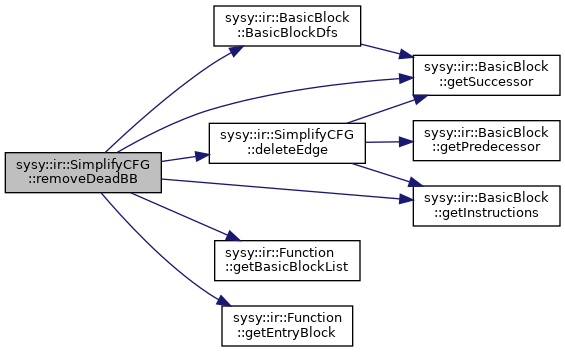 sysy::ir::BasicBlock
::BasicBlockDfs
sysy::ir::BasicBlock
::getSuccessor
sysy::ir::SimplifyCFG
::deleteEdge
sysy::ir::BasicBlock
::getPredecessor
sysy::ir::SimplifyCFG
::removeDeadBB
sysy::ir::BasicBlock
::getInstructions
sysy::ir::Function
::getBasicBlockList
sysy::ir::Function
::getEntryBlock